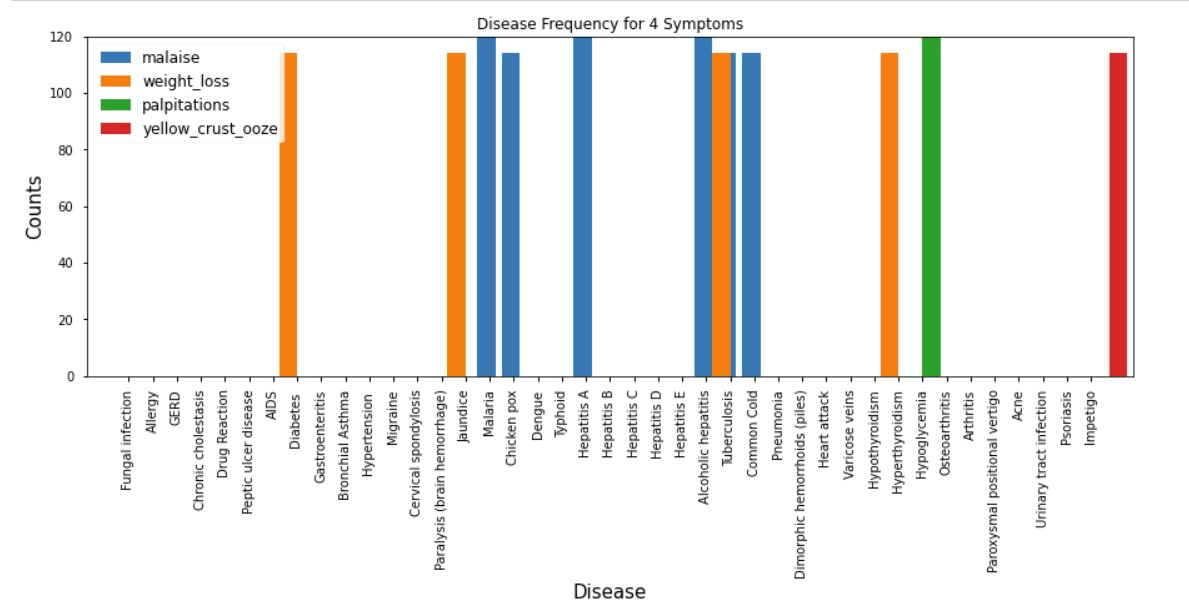 Disease Frequency for 4 Symptoms
malaise
weight_loss
palpitations
yellow_crust_ooze
120
100
80
60
40
20
0
Counts
Fungal infection
Allergy
GERD
Chronic cholestasis
Drug Reaction
Peptic ulcer disease
AIDS
Diabetes
Gastroenteritis
Bronchial Asthma
Hypertension
Migraine
Cervical spondylosis
Paralysis (brain hemorrhage)
Jaundice
Malaria
Chicken pox
Dengue
Typhoid
Hepatitis A
Hepatitis B
Hepatitis C
Hepatitis D
Hepatitis E
Alcoholic hepatitis
Tuberculosis
Common Cold
Pneumonia
Dimorphic hemorrhoids (piles)
Heart attack
Varicose veins
Hypothyroidism
Hyperthyroidism
Hypoglycemia
Osteoarthritis
Arthritis
Paroxysmal positional vertigo
Acne
Urinary tract infection
Psoriasis
Impetigo
Disease